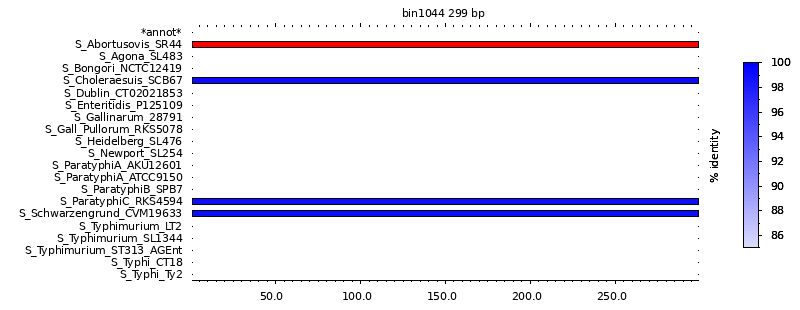 bin1044 299 bp
*annot*
S_Abortusovis_SR44
S_Agona_SL483
S_Bongori_NCTC12419
S_Choleraesuis_SCB67
S_Dublin_CT02021853
S_Enteritidis_P125109
S_Gallinarum_28791
S_Gall_Pullorum_RKS5078
S_Heidelberg_SL476
S_Newport_SL254
S_ParatyphiA_AKU12601
S_ParatyphiA_ATCC9150
S_ParatyphiB_SPB7
S_ParatyphiC_RKS4594
S_Schwarzengrund_CVM19633
S_Typhimurium_LT2
S_Typhimurium_SL1344
S_Typhimurium_ST313_AGEnt
S_Typhi_CT18
S_Typhi_Ty2
50.0 100.0 150.0 200.0 250.0
% identity
100
98
96
94
92
90
88
86